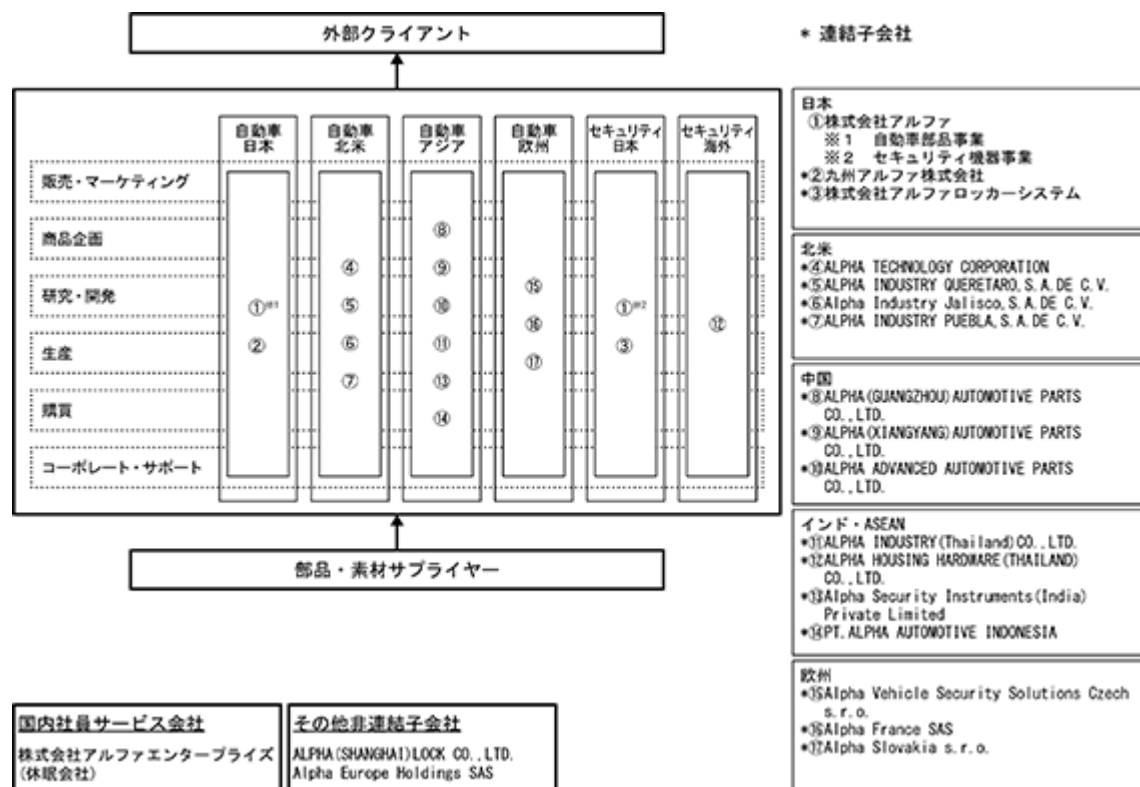 外部クライアント
* 連結子会社
自動車
日本
自動車
北米
自動車
アジア
自動車
欧州
セキュリティ
日本
セキュリティ
海外
販売・マーケティング
商品企画
研究・開発
生産
購買
コーポレート・サポート
①※1
②
④
⑤
⑥
⑦
⑧
⑨
⑩
⑪
⑬
⑭
⑮
⑯
⑰
①※2
③
⑫
部品・素材サプライヤー
日本
①株式会社アルファ
※1 自動車部品事業
※2 セキュリティ機器事業
*②九州アルファ株式会社
*③株式会社アルファロッカーシステム
北米
*④ALPHA TECHNOLOGY CORPORATION
*⑤ALPHA INDUSTRY QUERETARO,S.A.DE C.V.
*⑥Alpha Industry Jalisco,S.A.DE C.V.
*⑦ALPHA INDUSTRY PUEBLA,S.A.DE C.V.
中国
*⑧ALPHA(GUANGZHOU)AUTOMOTIVE PARTS
CO.,LTD.
*⑨ALPHA(XIANGYANG)AUTOMOTIVE PARTS
CO.,LTD.
*⑩ALPHA ADVANCED AUTOMOTIVE PARTS
CO.,LTD.
インド・ASEAN
*⑪ALPHA INDUSTRY(Thailand)CO.,LTD.
*⑫ALPHA HOUSING HARDWARE(THAILAND)
CO.,LTD.
*⑬Alpha Security Instruments(India)
Private Limited
*⑭PT.ALPHA AUTOMOTIVE INDONESIA
欧州
*⑮Alpha Vehicle Security Solutions Czech
s.r.o.
*⑯Alpha France SAS
*⑰Alpha Slovakia s.r.o.
国内社員サービス会社
株式会社アルファエンタープライズ
(休眠会社)
その他非連結子会社
ALPHA(SHANGHAI)LOCK CO.,LTD.
Alpha Europe Holdings SAS